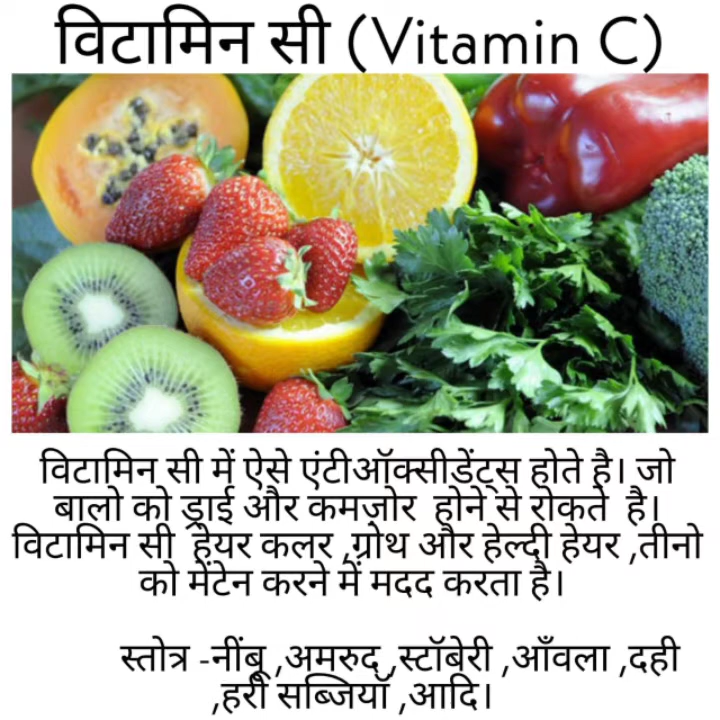 विटामिन सी (Vitamin C)
विटामिन सी में ऐसे एंटीऑक्सीडेंट्स होते है। जो
बालो को ड्राई और कमज़ोर होने से रोकते है।
विटामिन सी हेयर कलर ,ग्रोथ और हेल्दी हेयर ,तीनो
को मेंटेन करने में मदद करता है।
स्तोत्र -नींबू ,अमरुद ,स्टॉबेरी ,आँवला ,दही
,हरी सब्जियॉ ,आदि।